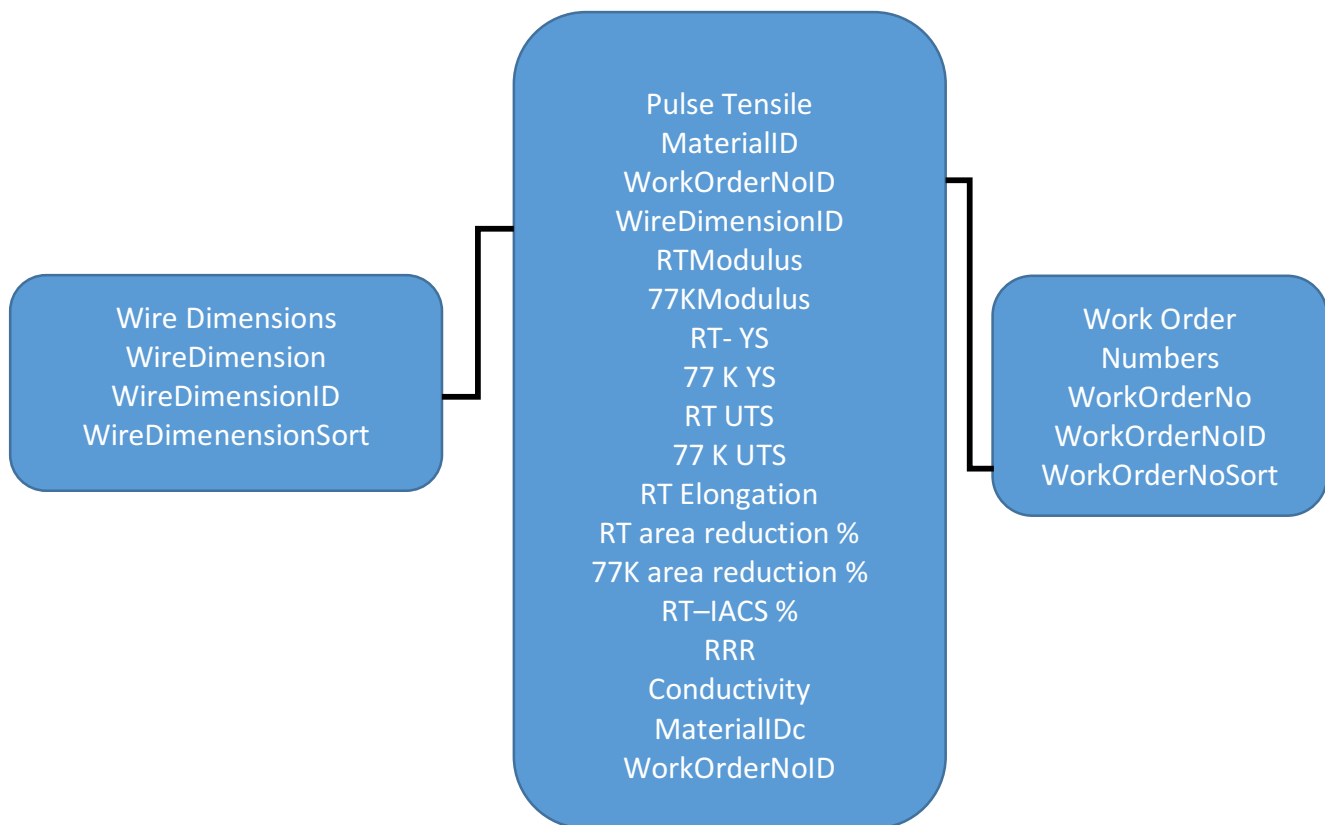 Wire Dimensions
WireDimension
WireDimensionID
WireDimenensionSort
Pulse Tensile
MaterialID
WorkOrderNoID
WireDimensionID
RTModulus
77KModulus
RT- YS
77 K YS
RT UTS
77 K UTS
RT Elongation
RT area reduction %
77K area reduction %
RT–IACS %
RRR
Conductivity
MaterialIDc
WorkOrderNoID
Work Order
Numbers
WorkOrderNo
WorkOrderNoID
WorkOrderNoSort